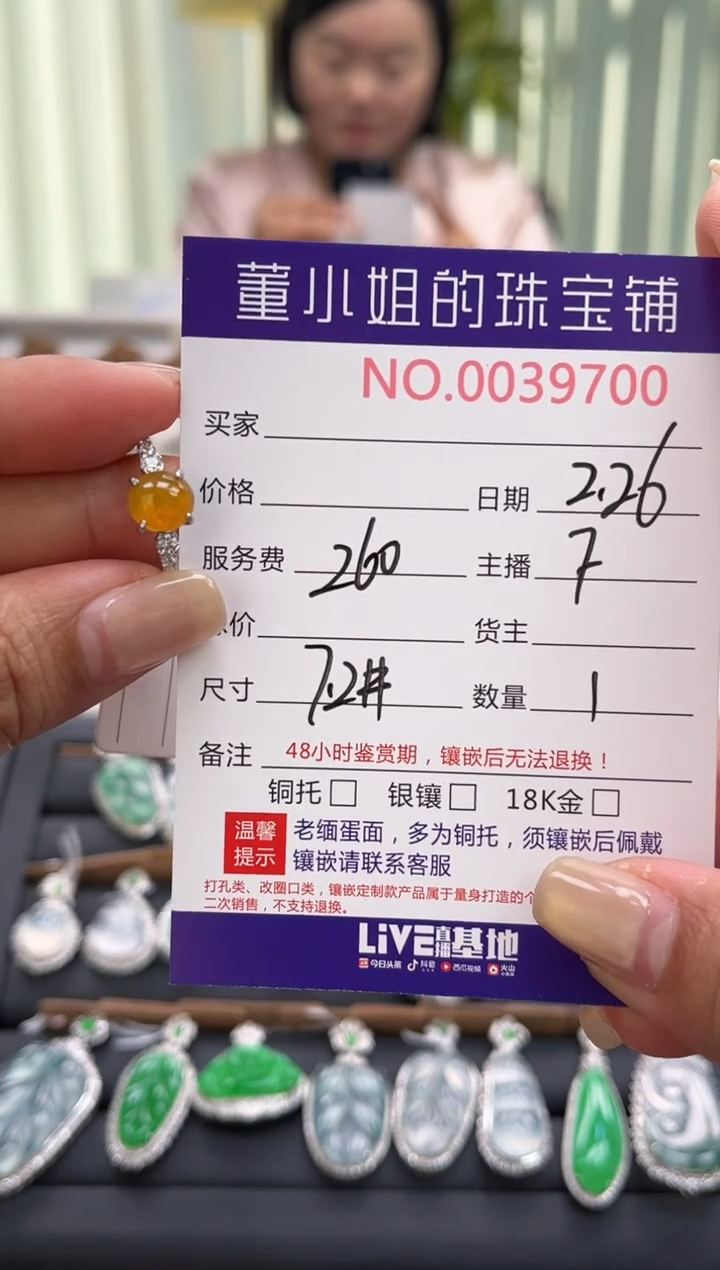 董小姐的珠宝铺
NO.0039700
买家
价格 日期 2.26
服务费 260 主播 7
价 货主
尺寸 7.2# 数量 1
备注 48小时鉴赏期，镶嵌后无法退换！
铜托□ 银镶□ 18K金□
温馨提示 老缅蛋面，多为铜托，须镶嵌后佩戴
镶嵌请联系客服
打孔类、改圈口类，镶嵌定制款产品属于量身打造的个
二次销售，不支持退换。
LiVE直播基地
今日头条 抖音 西瓜视频 火山